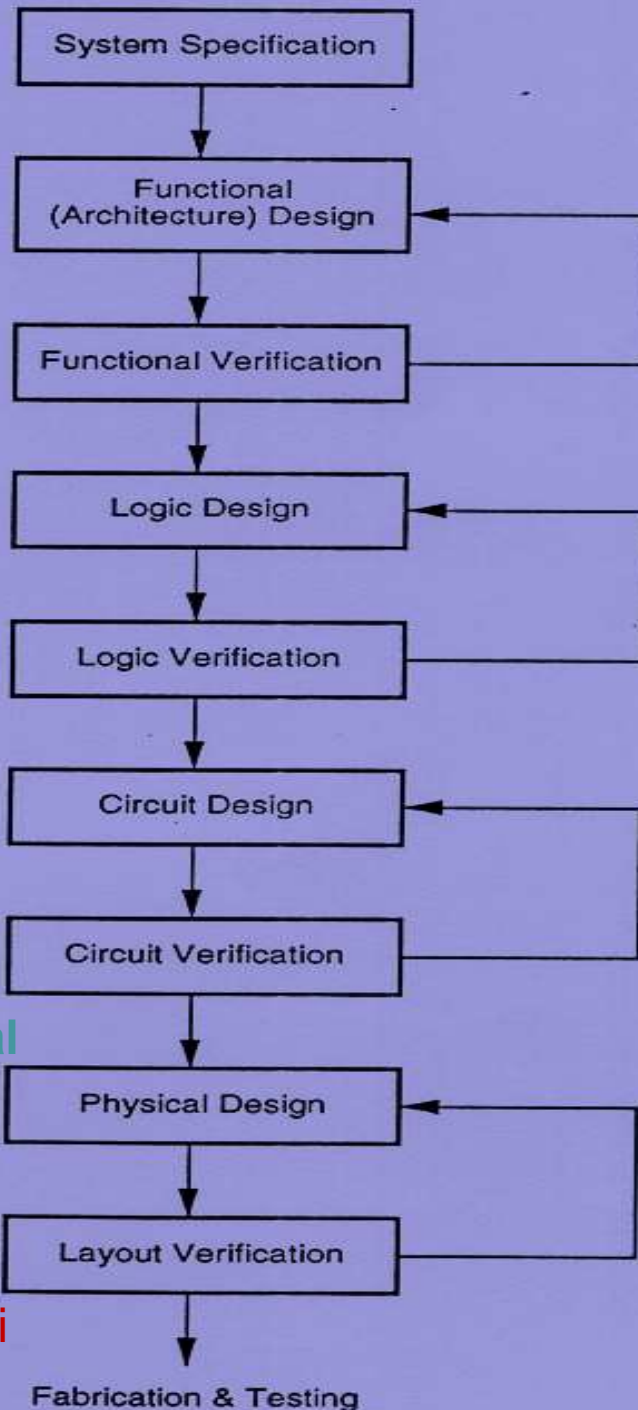 System Specification
Functional
(Architecture) Design
Functional Verification
Logic Design
Logic Verification
Circuit Design
Circuit Verification
al
Physical Design
Layout Verification
i
Fabrication & Testing